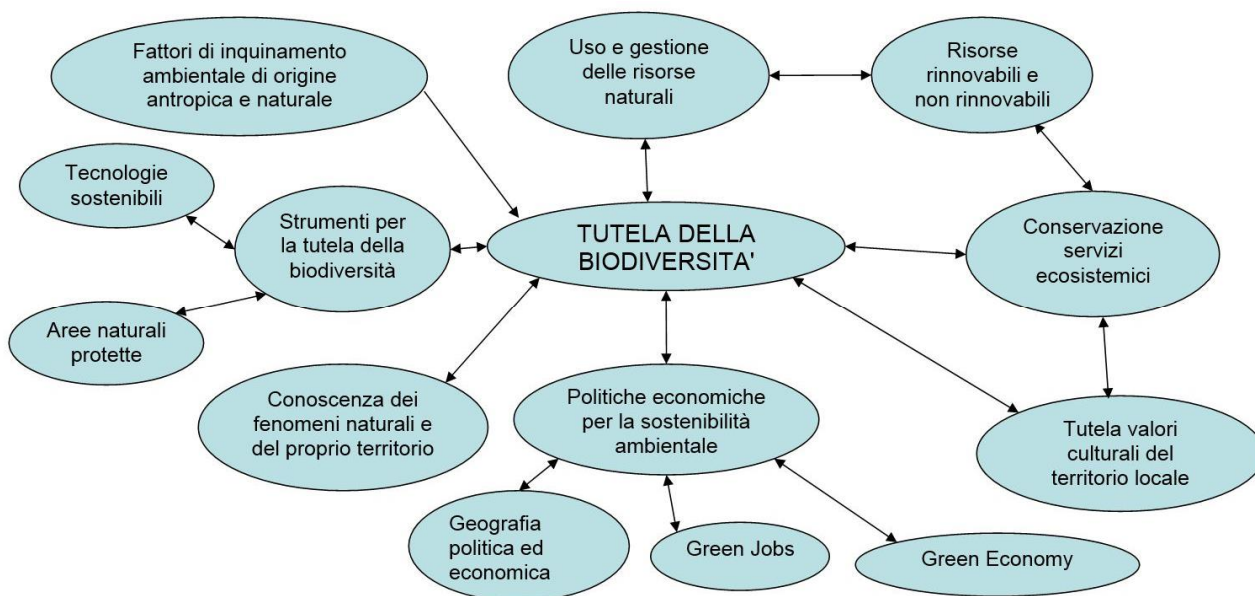 Fattori di inquinamento
ambientale di origine
antropica e naturale
Uso e gestione
delle risorse
naturali
Risorse
rinnovabili e
non rinnovabili
Tecnologie
sostenibili
Strumenti per
la tutela della
biodiversità
TUTELA DELLA
BIODIVERSITA'
Conservazione
servizi
ecosistemici
Aree naturali
protette
Conoscenza dei
fenomeni naturali e
del proprio territorio
Politiche economiche
per la sostenibilità
ambientale
Tutela valori
culturali del
territorio locale
Geografia
politica ed
economica
Green Jobs
Green Economy